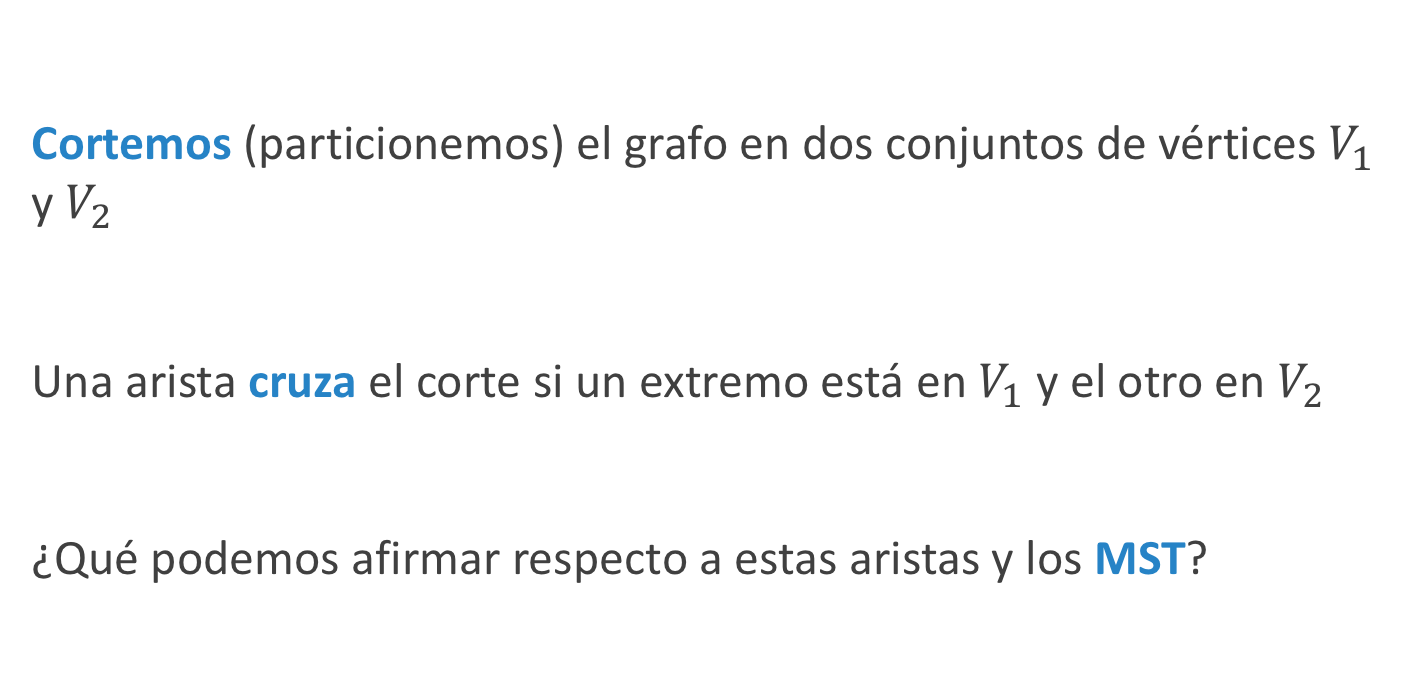 Cortemos (particionemos) el grafo en dos conjuntos de vértices V₁
y V₂
Una arista cruza el corte si un extremo está en V₁ y el otro en V₂
¿Qué podemos afirmar respecto a estas aristas y los MST?